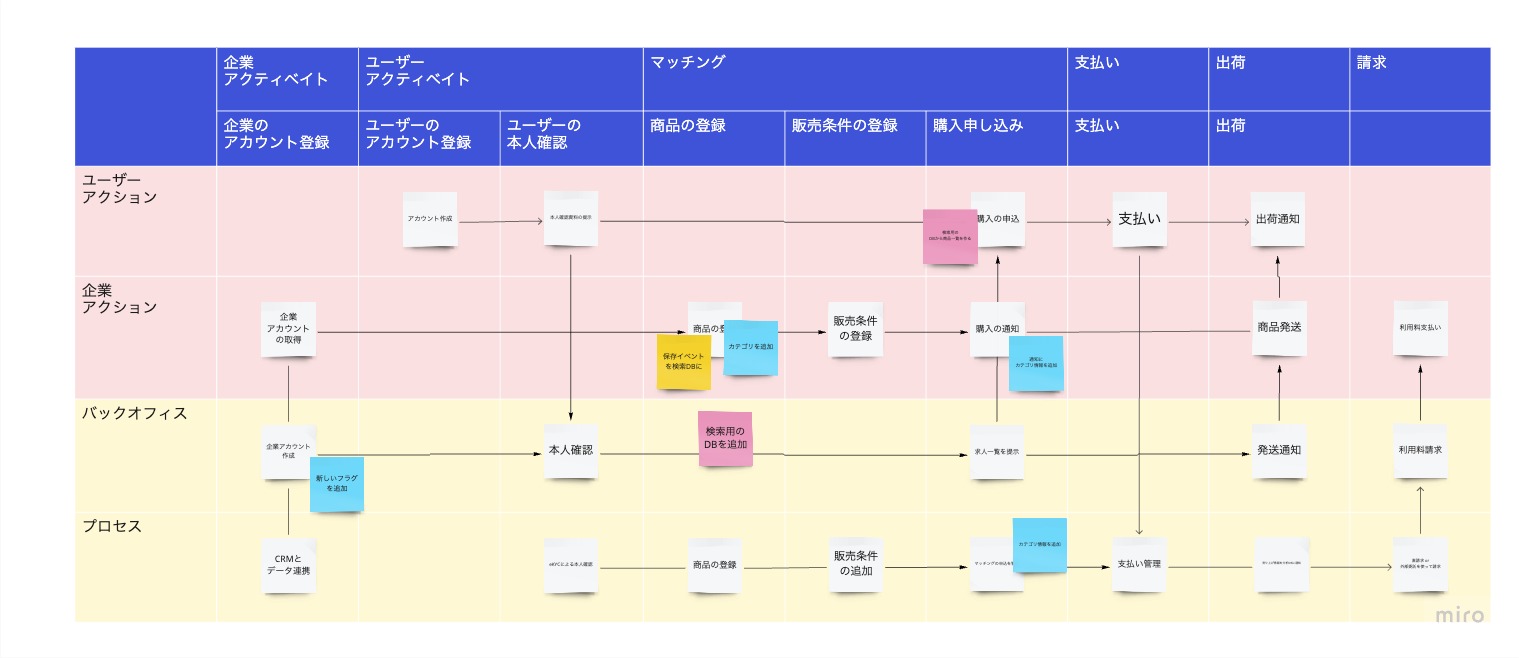 企業
アクティベイト
ユーザー
アクティベイト
マッチング
支払い
出荷
請求
企業の
アカウント登録
ユーザーの
アカウント登録
ユーザーの
本人確認
商品の登録
販売条件の登録
購入申し込み
支払い
出荷
ユーザー
アクション
アカウント作成
本人確認資料の提示
検索用の
DBから商品一覧を作る
購入の申込
支払い
出荷通知
企業
アクション
企業
アカウント
の取得
商品の登
保存イベント
を検索DBに
カテゴリを追加
販売条件
の登録
購入の通知
通知に
カテゴリ情報を追加
商品発送
利用料支払い
バックオフィス
企業アカウント
作成
新しいフラグ
を追加
本人確認
検索用の
DBを追加
求人一覧を提示
発送通知
利用料請求
プロセス
CRMと
データ連携
eKYCによる本人確認
商品の登録
販売条件
の追加
マッチングの申込を
カテゴリ情報を追加
支払い管理
外部委託を使って請求
miro